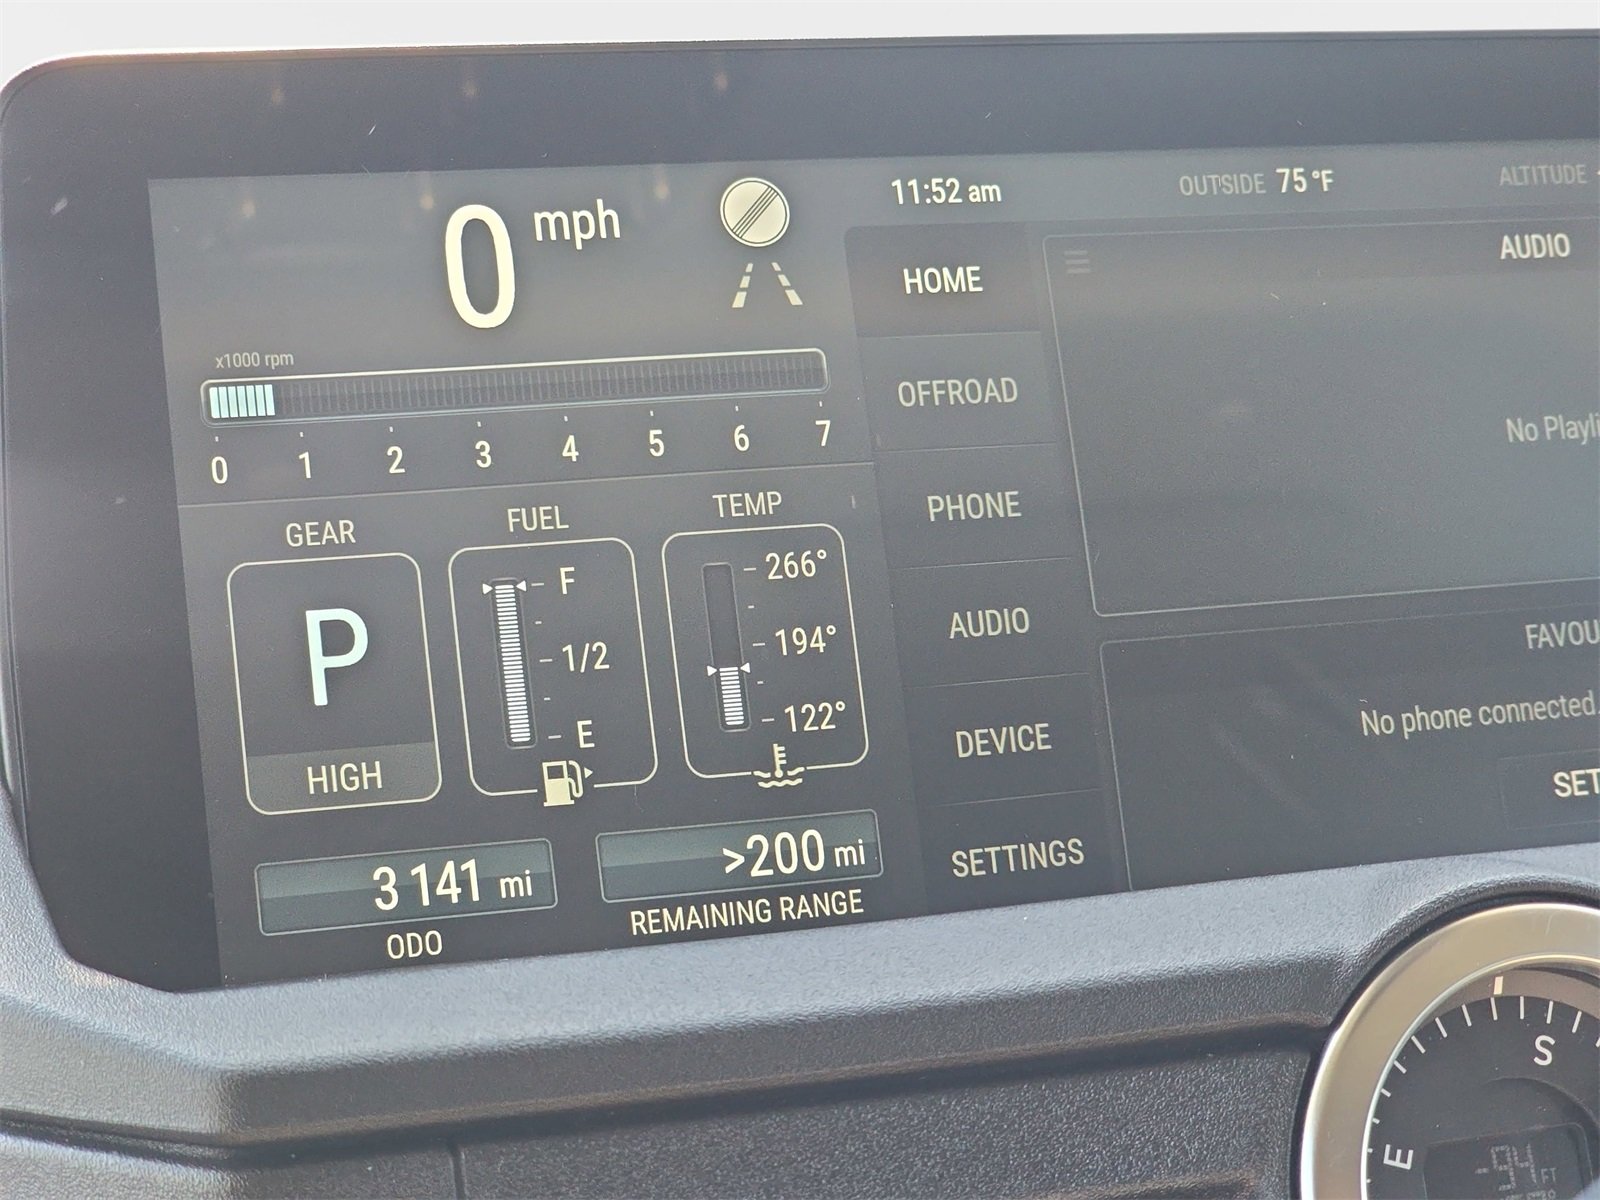 0 mph
11:52 am
OUTSIDE 75 °F
ALTITUDE
HOME
OFFROAD
PHONE
AUDIO
DEVICE
SETTINGS
AUDIO
No
FAVOU
No phone connected.
SET
x1000 rpm
0 1 2 3 4 5 6 7
GEAR
P
HIGH
FUEL
F
1/2
E
TEMP
266°
194°
122°
3 141 mi
ODO
>200 mi
REMAINING RANGE
S
E
-94 FT